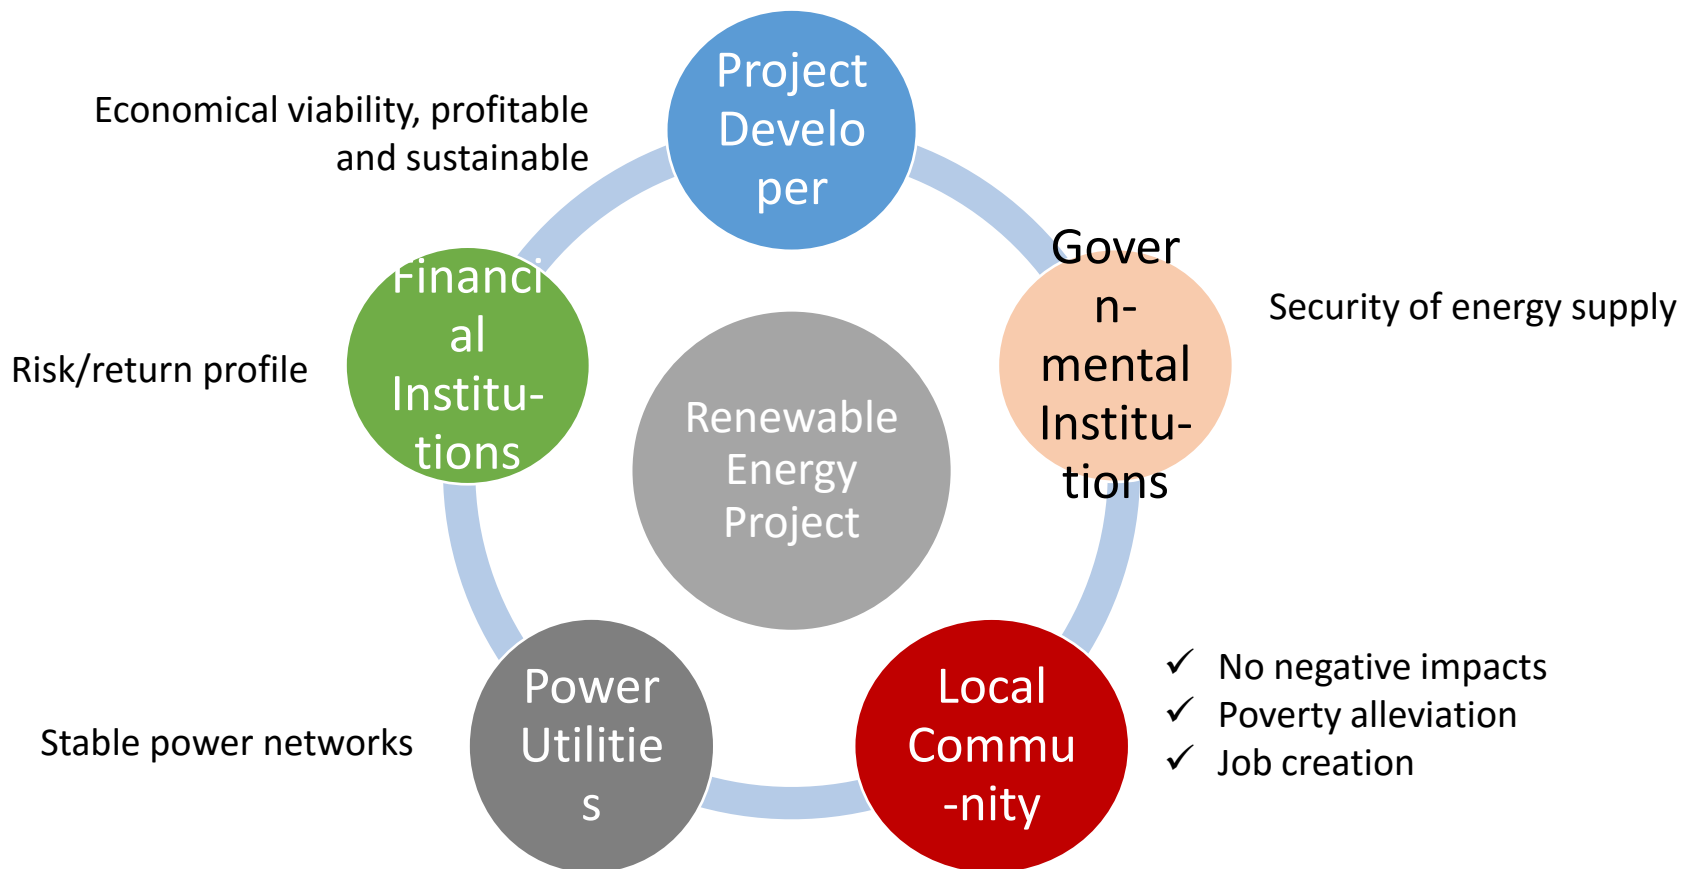 Project
Develo
per
Economical viability, profitable
and sustainable
Financi
al
Institu-
tions
Risk/return profile
Gover
n-
mental
Institu-
tions
Security of energy supply
Renewable
Energy
Project
Power
Utilitie
s
Stable power networks
Local
Commu
-nity
✓ No negative impacts
✓ Poverty alleviation
✓ Job creation